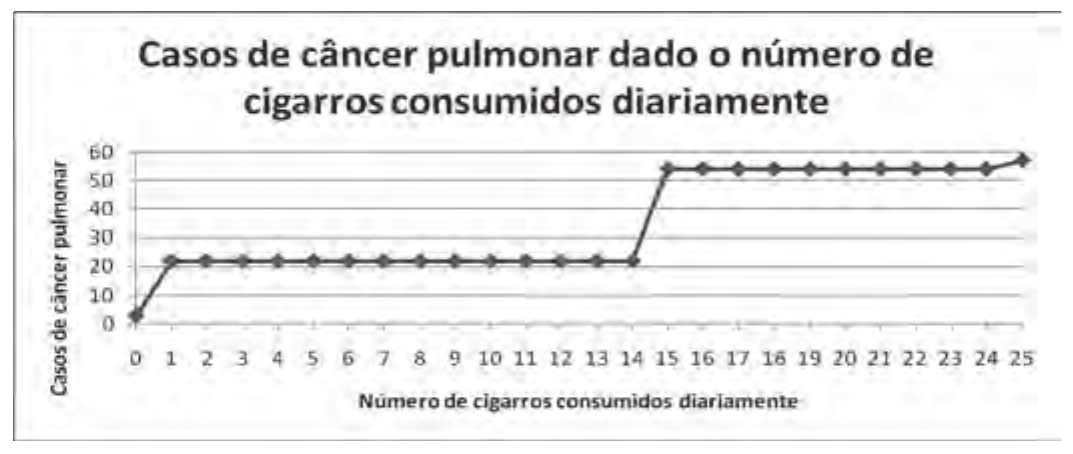 Casos de câncer pulmonar dado o número de
cigarros consumidos diariamente
Casos de câncer pulmonar
60
50
40
30
20
10
0
0 1 2 3 4 5 6 7 8 9 10 11 12 13 14 15 16 17 18 19 20 21 22 23 24 25
Número de cigarros consumidos diariamente